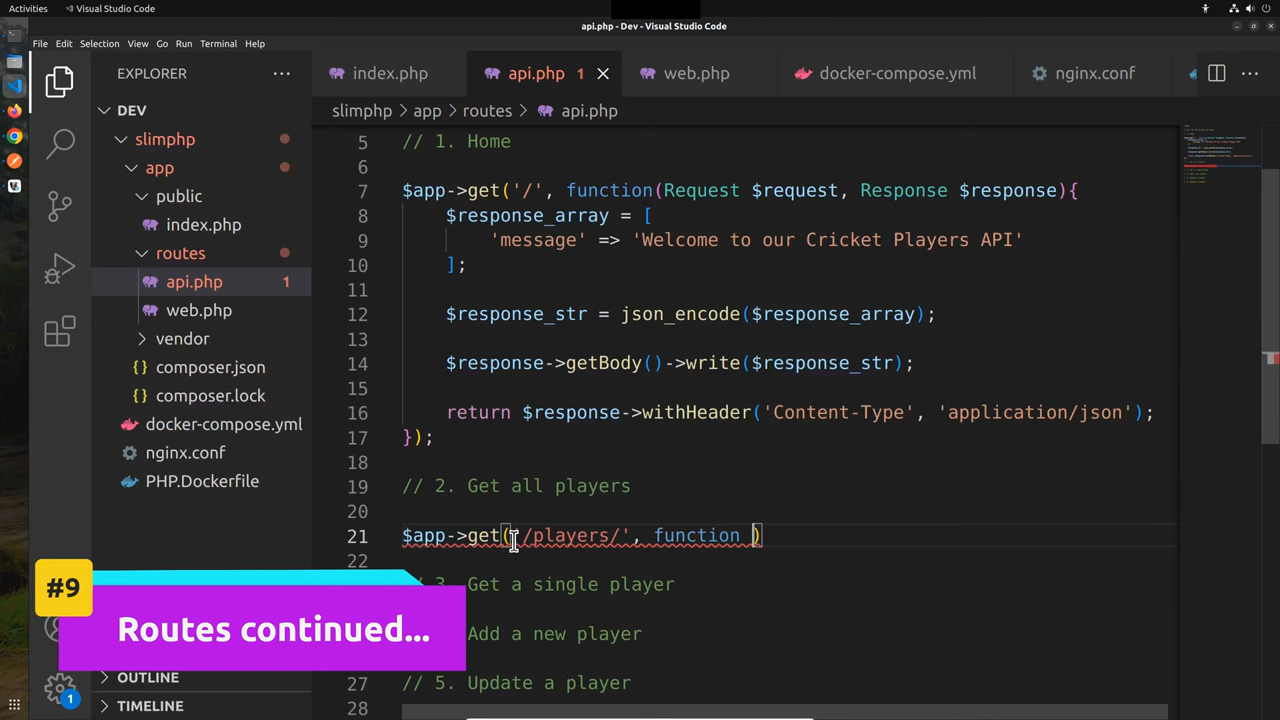 Activities
Visual Studio Code
api.php - Dev - Visual Studio Code
File Edit Selection View Go Run Terminal Help
EXPLORER
index.php
api.php 1
web.php
docker-compose.yml
nginx.conf
slimphp > app > routes > api.php
DEV
slimphp
app
public
index.php
routes
api.php 1
web.php
vendor
{} composer.json
{} composer.lock
docker-compose.yml
nginx.conf
PHP.Dockerfile
OUTLINE
TIMELINE
1
5 // 1. Home
6
7 $app->get('/', function(Request $request, Response $response){
8 $response_array = [
9 'message' => 'Welcome to our Cricket Players API'
10 ];
11
12 $response_str = json_encode($response_array);
13
14 $response->getBody()->write($response_str);
15
16 return $response->withHeader('Content-Type', 'application/json');
17 });
18
19 // 2. Get all players
20
21 $app->get('/players/', function )
22
3. Get a single player
Add a new player
27 // 5. Update a player
28
#9
Routes continued...